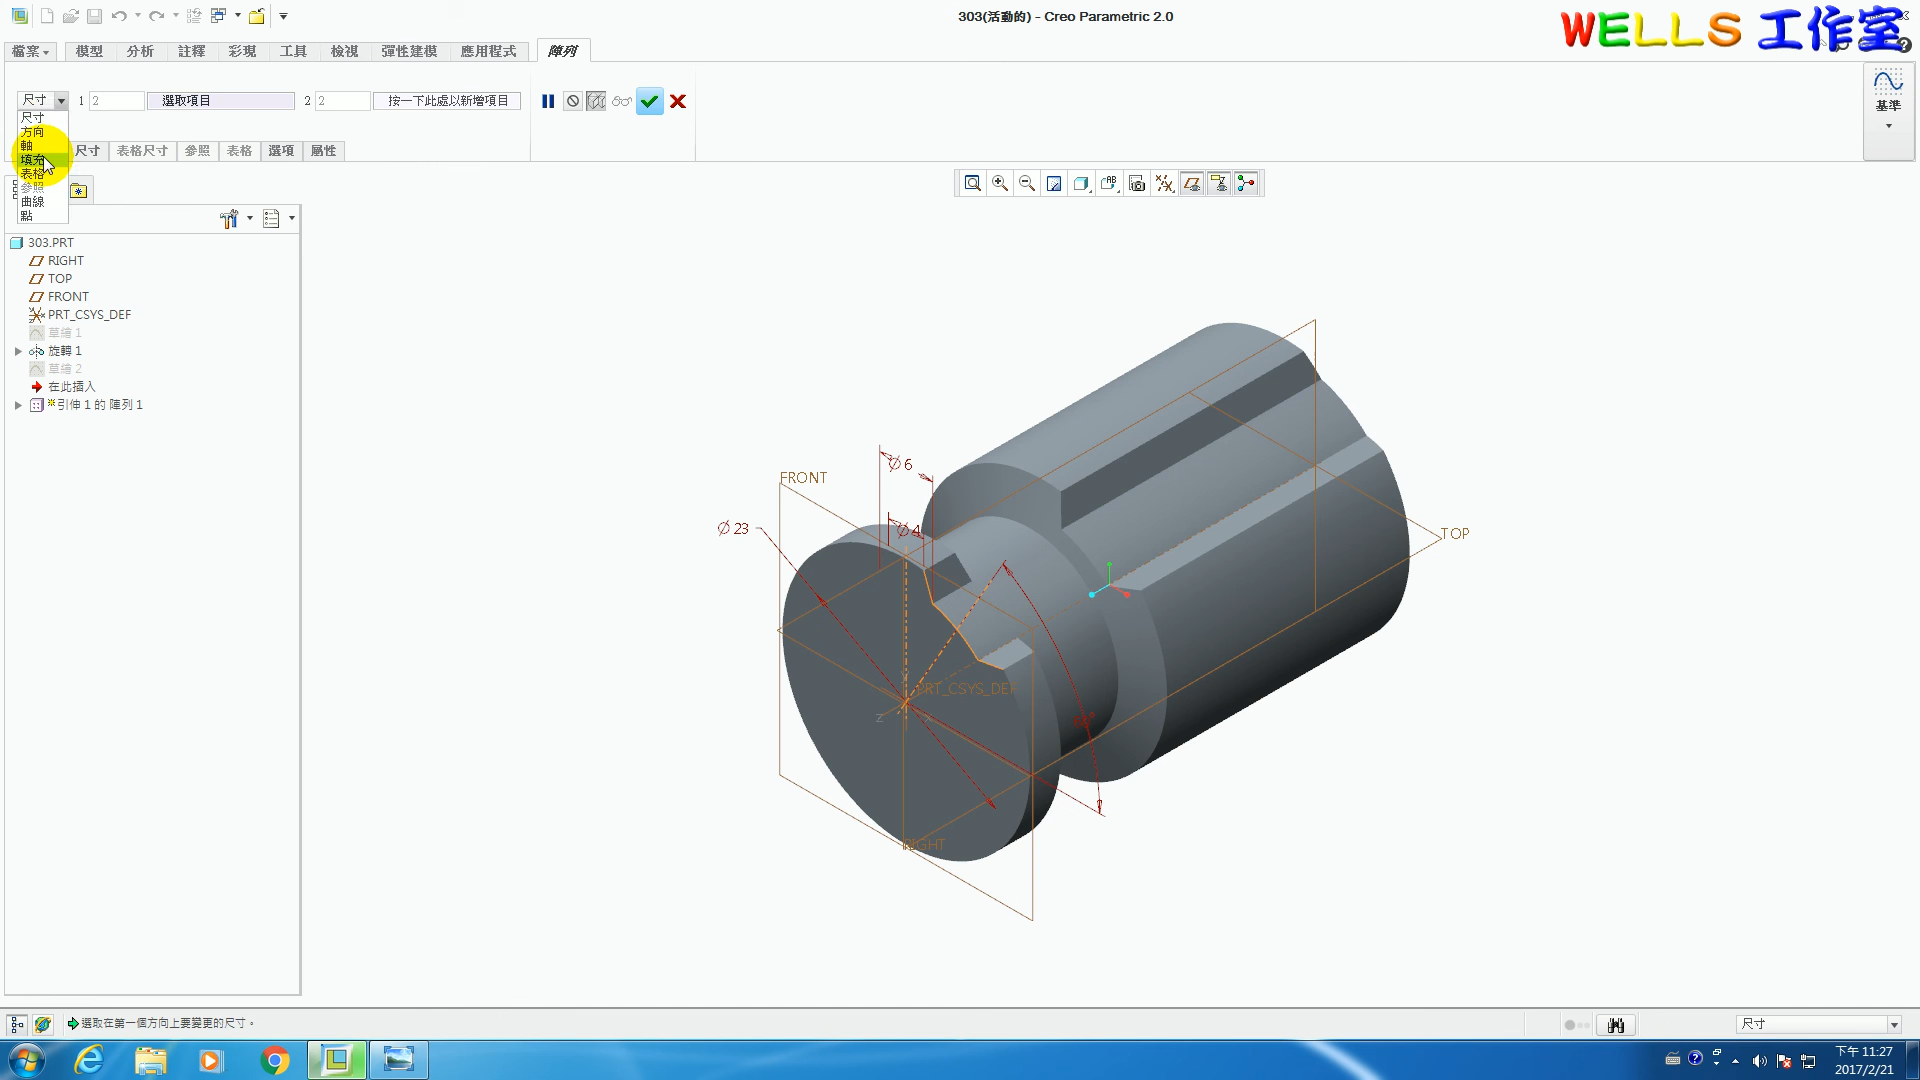 303(活動的) - Creo Parametric 2.0
WELLS 工作室
檔案 模型 分析 註釋 彩現 工具 檢視 彈性建模 應用程式 陣列
尺寸 1 2 選取項目 2 2 按一下此處以新增項目
尺寸
方向
軸
填充
表格
參照
曲線
點
尺寸 表格尺寸 參照 表格 選項 屬性
基準
303.PRT
RIGHT
TOP
FRONT
PRT_CSYS_DEF
草繪 1
旋轉 1
草繪 2
在此插入
引伸 1 的 陣列 1
FRONT
Ø6
Ø4
Ø23
TOP
PRT_CSYS_DEF
Z
X
RIGHT
選取在第一個方向上要變更的尺寸。
尺寸
下午 11:27
2017/2/21